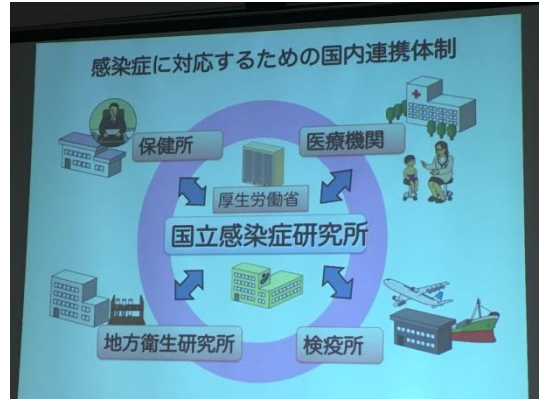 感染症に対応するための国内連携体制
保健所
医療機関
厚生労働省
国立感染症研究所
地方衛生研究所
検疫所